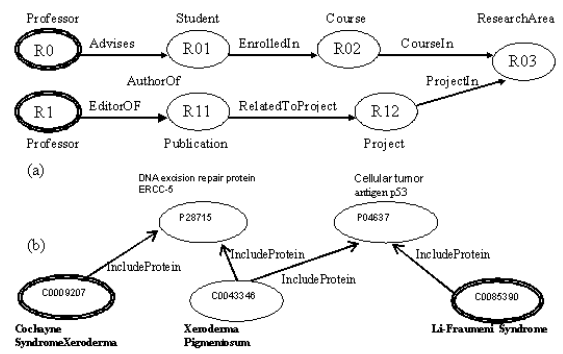 Professor Student Course ResearchArea
R0 Advises R01 EnrolledIn R02 CourseIn R03
AuthorOf ProjectIn
R1 EditorOF R11 RelatedToProject R12
Professor Publication Project
(a)
DNA excision repair protein
ERCC-5
Cellular tumor
antigen p53
P28715 P04637
(b)
IncludeProtein IncludeProtein IncludeProtein
IncludeProtein
C0009207 C0043346 C0085390
Cochayne
SyndromeXeroderma
Xeroderma
Pigmentosum
Li-Fraumeni Syndrome